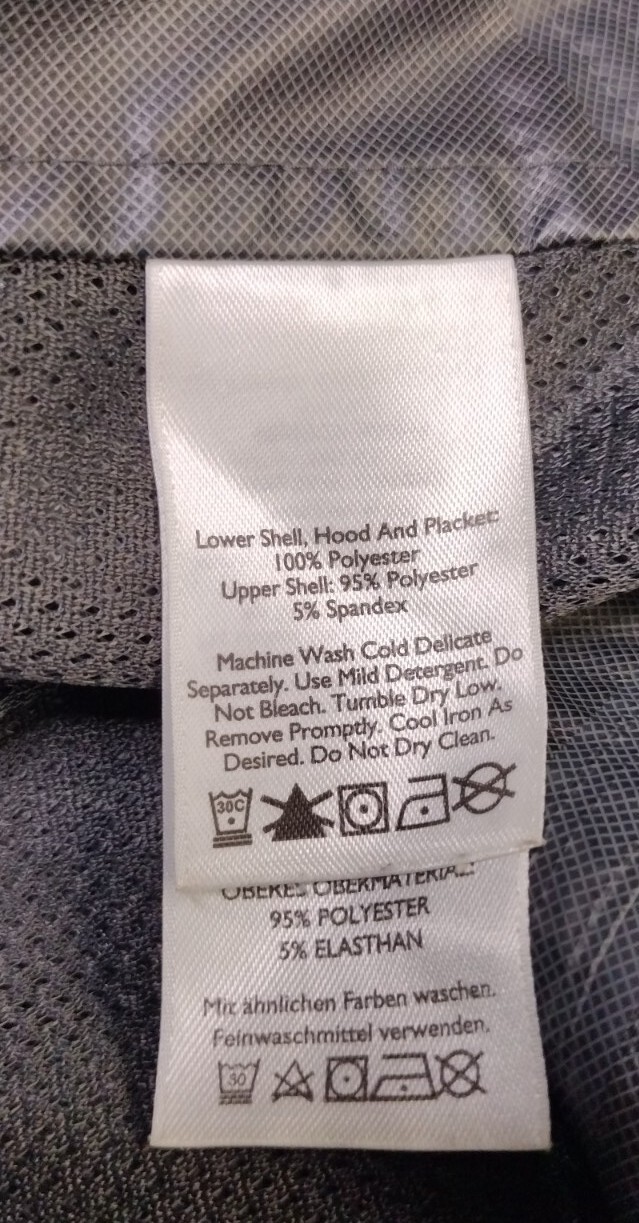 Lower Shell, Hood And Placket:
100% Polyester
Upper Shell: 95% Polyester
5% Spandex
Machine Wash Cold Delicate
Separately. Use Mild Detergent. Do
Not Bleach. Tumble Dry Low.
Remove Promptly. Cool Iron As
Desired. Do Not Dry Clean.
30C
OBERES OBERMATERIAL:
95% POLYESTER
5% ELASTHAN
Mit ähnlichen Farben waschen.
Feinwaschmittel verwenden.
30